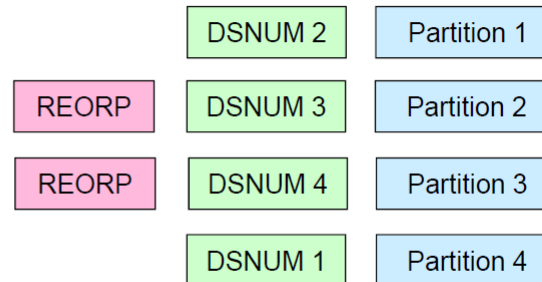 DSNUM 2 Partition 1
REORP DSNUM 3 Partition 2
REORP DSNUM 4 Partition 3
DSNUM 1 Partition 4